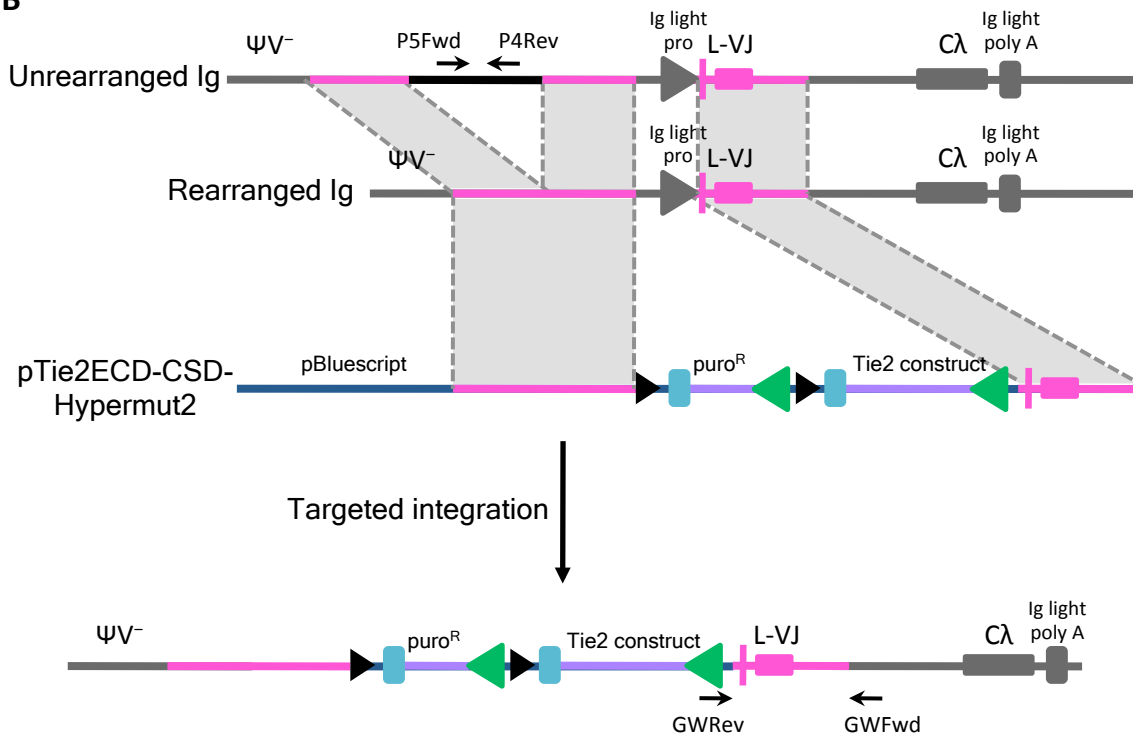 B
Ig light
pro
Ig light
poly A
ΨV⁻
P5Fwd
P4Rev
L-VJ
Cλ
Unrearranged Ig
Ig light
pro
Ig light
poly A
ΨV⁻
L-VJ
Cλ
Rearranged Ig
pTie2ECD-CSD-
Hypermut2
pBluescript
puroᴿ
Tie2 construct
Targeted integration
ΨV⁻
puroᴿ
Tie2 construct
L-VJ
Cλ
Ig light
poly A
GWRev
GWFwd